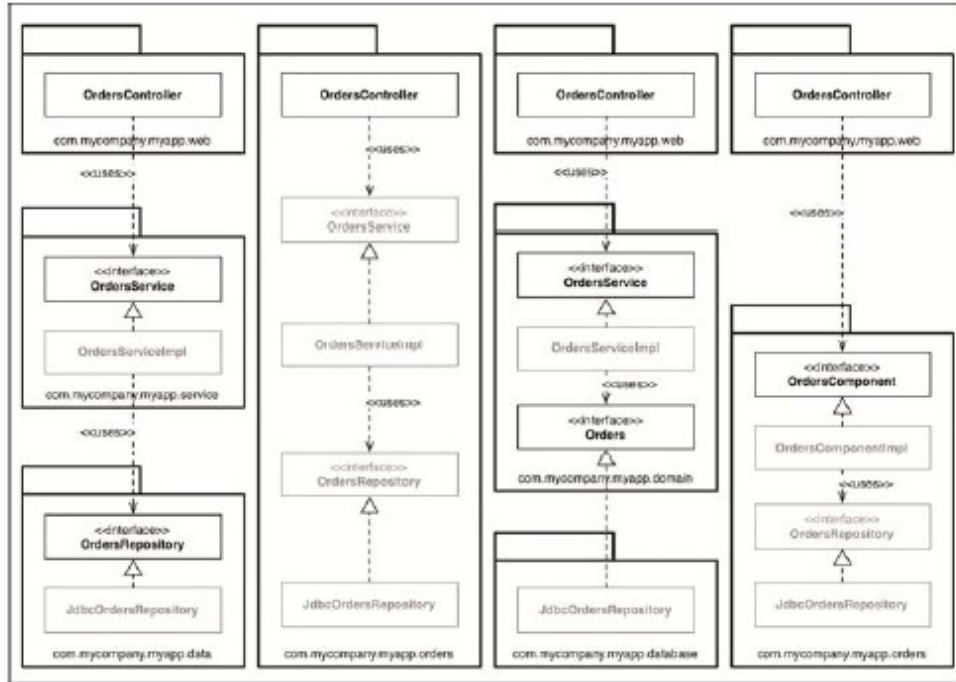 OrdersController
com.mycompany.myapp.web
<<uses>>
<<interface>>
OrdersService
OrdersServiceImpl
com.mycompany.myapp.service
<<uses>>
<<interface>>
OrdersRepository
JdbcOrdersRepository
com.mycompany.myapp.data
OrdersController
<<uses>>
<<interface>>
OrdersService
OrdersServiceImpl
<<uses>>
<<interface>>
OrdersRepository
JdbcOrdersRepository
com.mycompany.myapp.orders
OrdersController
com.mycompany.myapp.web
<<uses>>
<<interface>>
OrdersService
OrdersServiceImpl
<<uses>>
<<interface>>
Orders
com.mycompany.myapp.domain
JdbcOrdersRepository
com.mycompany.myapp.database
OrdersController
com.mycompany.myapp.web
<<uses>>
<<interface>>
OrdersComponent
OrdersComponentImpl
<<uses>>
<<interface>>
OrdersRepository
JdbcOrdersRepository
com.mycompany.myapp.orders